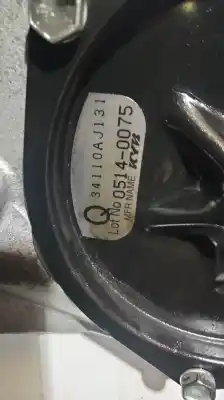 Q 34110AJ131
Lot No 0514-0075
MFR NAME KYB